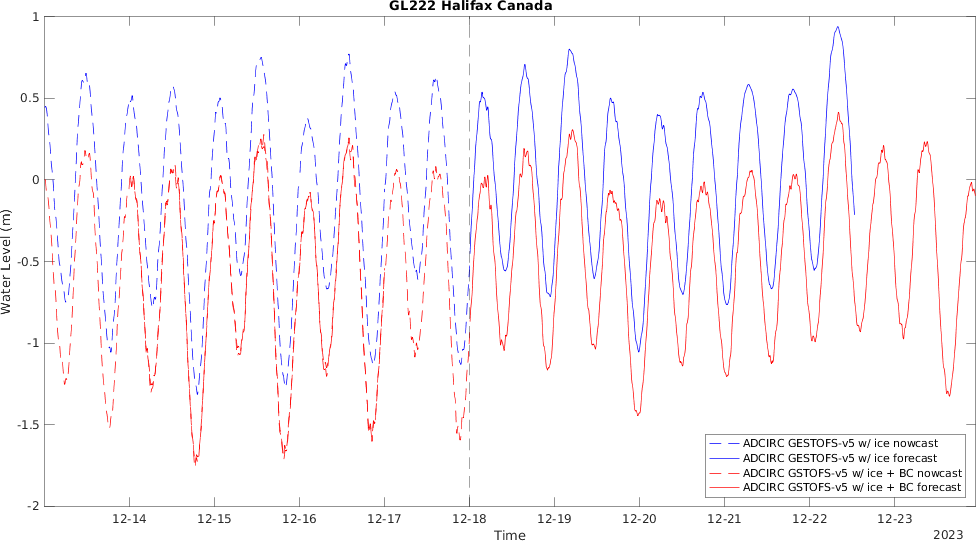 GL222 Halifax Canada
1
0.5
0
-0.5
-1
-1.5
-2
Water Level (m)
ADCIRC GESTOFS-v5 w/ ice nowcast
ADCIRC GESTOFS-v5 w/ ice forecast
ADCIRC GSTOFS-v5 w/ ice + BC nowcast
ADCIRC GSTOFS-v5 w/ ice + BC forecast
12-14 12-15 12-16 12-17 12-18 12-19 12-20 12-21 12-22 12-23
Time
2023